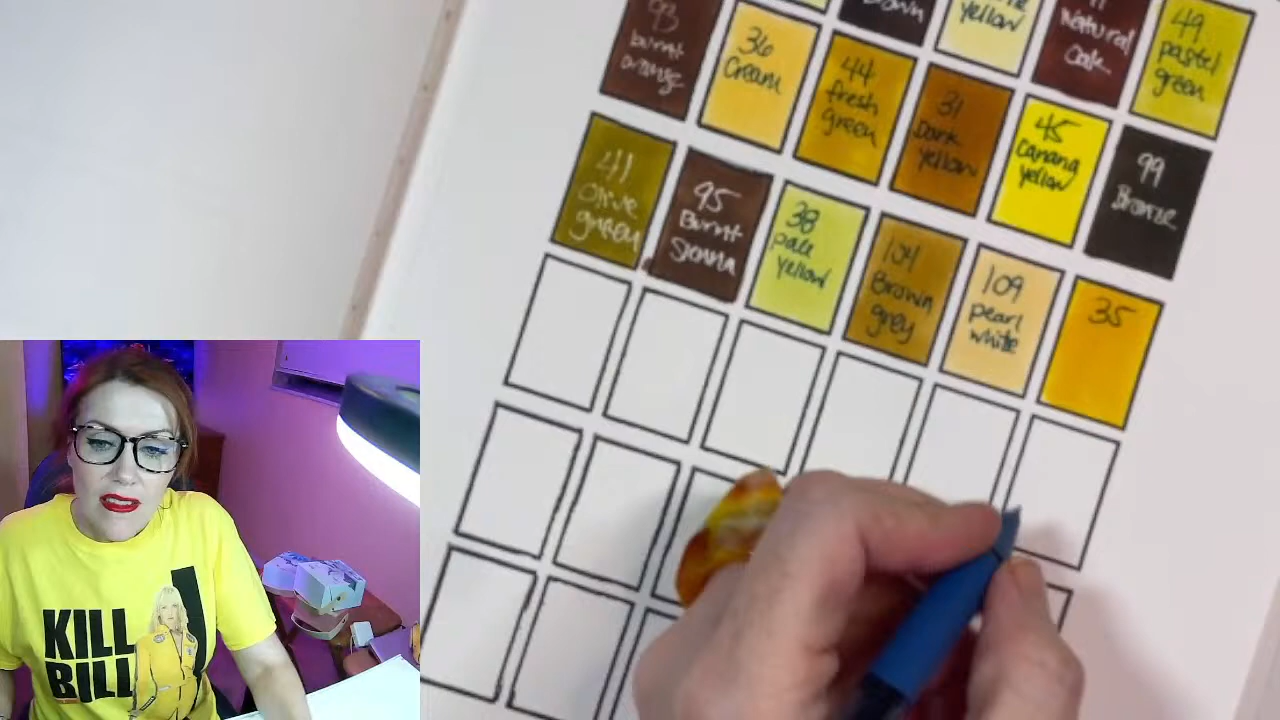 93
burnt
orange
36
Cream
44
fresh
green
31
Dark
Yellow
yellow
45
Canary
yellow
Natural
Oak
49
pastel
green
99
Bronze
41
Olive
green
95
Burnt
Sienna
38
pale
yellow
104
Brown
grey
109
pearl
white
35
KILL
BILL